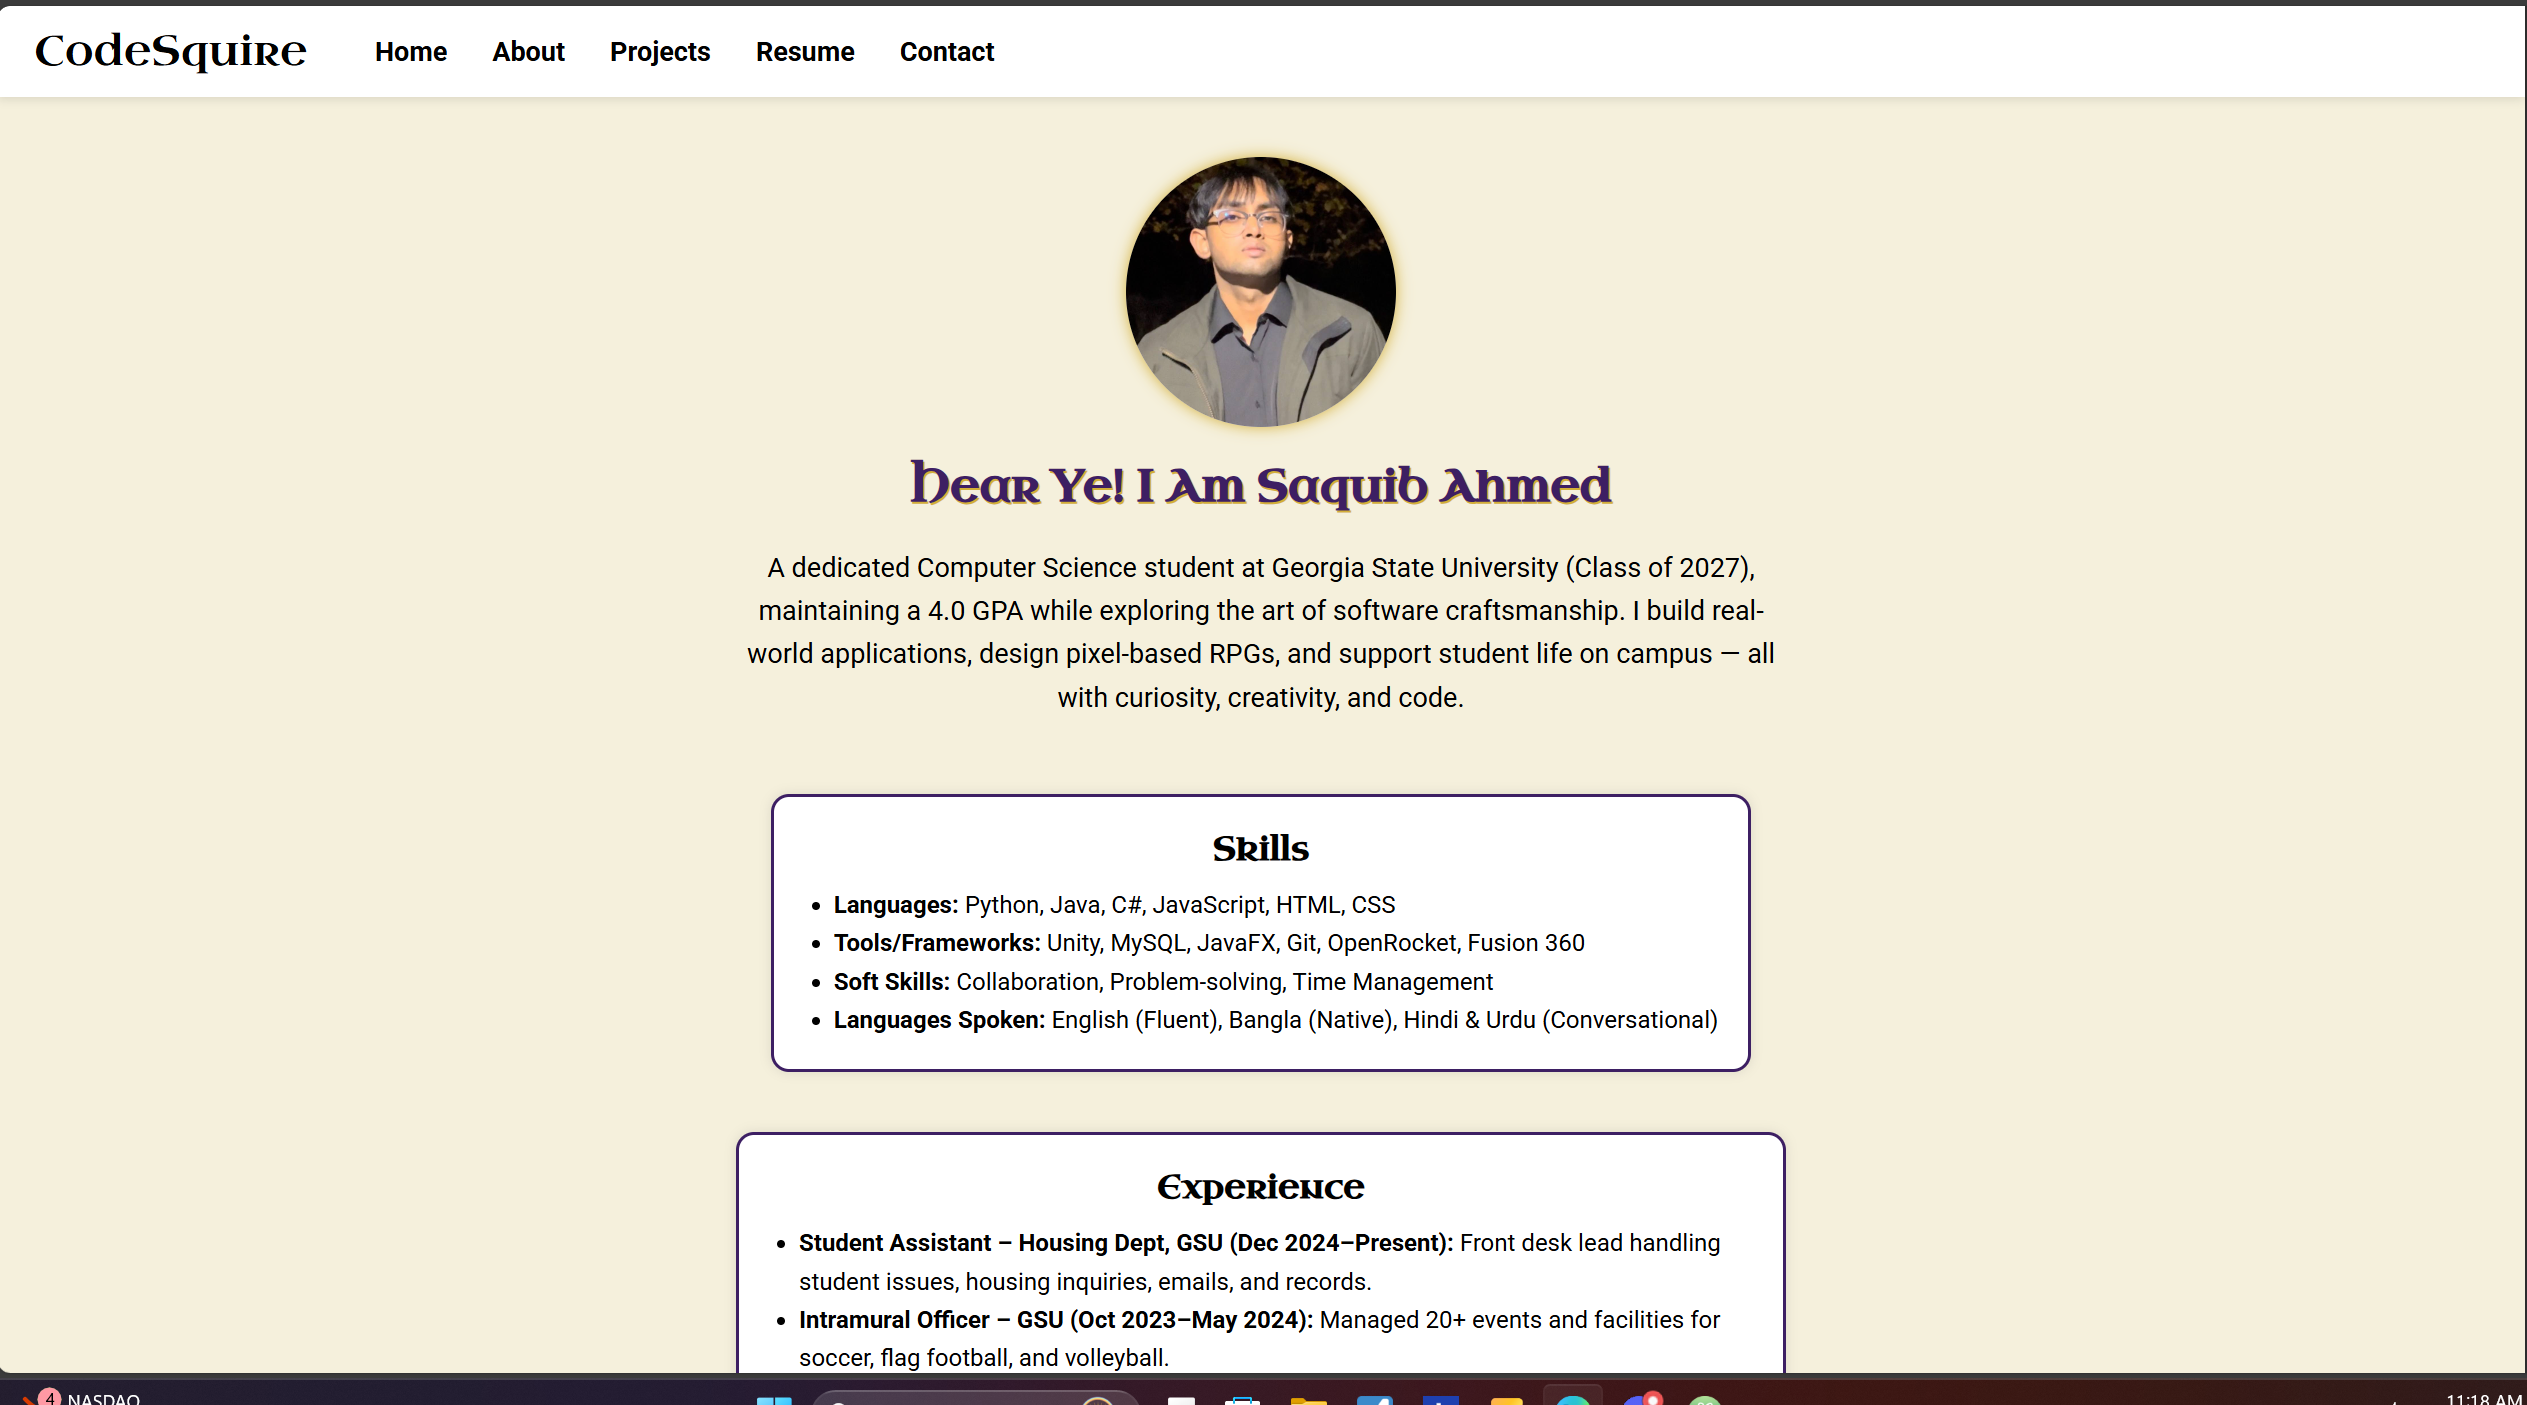 CodeSquire Home About Projects Resume Contact
Hear Ye! I Am Saquib Ahmed
A dedicated Computer Science student at Georgia State University (Class of 2027),
maintaining a 4.0 GPA while exploring the art of software craftsmanship. I build real-
world applications, design pixel-based RPGs, and support student life on campus — all
with curiosity, creativity, and code.
Skills
• Languages: Python, Java, C#, JavaScript, HTML, CSS
• Tools/Frameworks: Unity, MySQL, JavaFX, Git, OpenRocket, Fusion 360
• Soft Skills: Collaboration, Problem-solving, Time Management
• Languages Spoken: English (Fluent), Bangla (Native), Hindi & Urdu (Conversational)
Experience
• Student Assistant – Housing Dept, GSU (Dec 2024–Present): Front desk lead handling
student issues, housing inquiries, emails, and records.
• Intramural Officer – GSU (Oct 2023–May 2024): Managed 20+ events and facilities for
soccer, flag football, and volleyball.
4 NASDAQ 11:18 AM